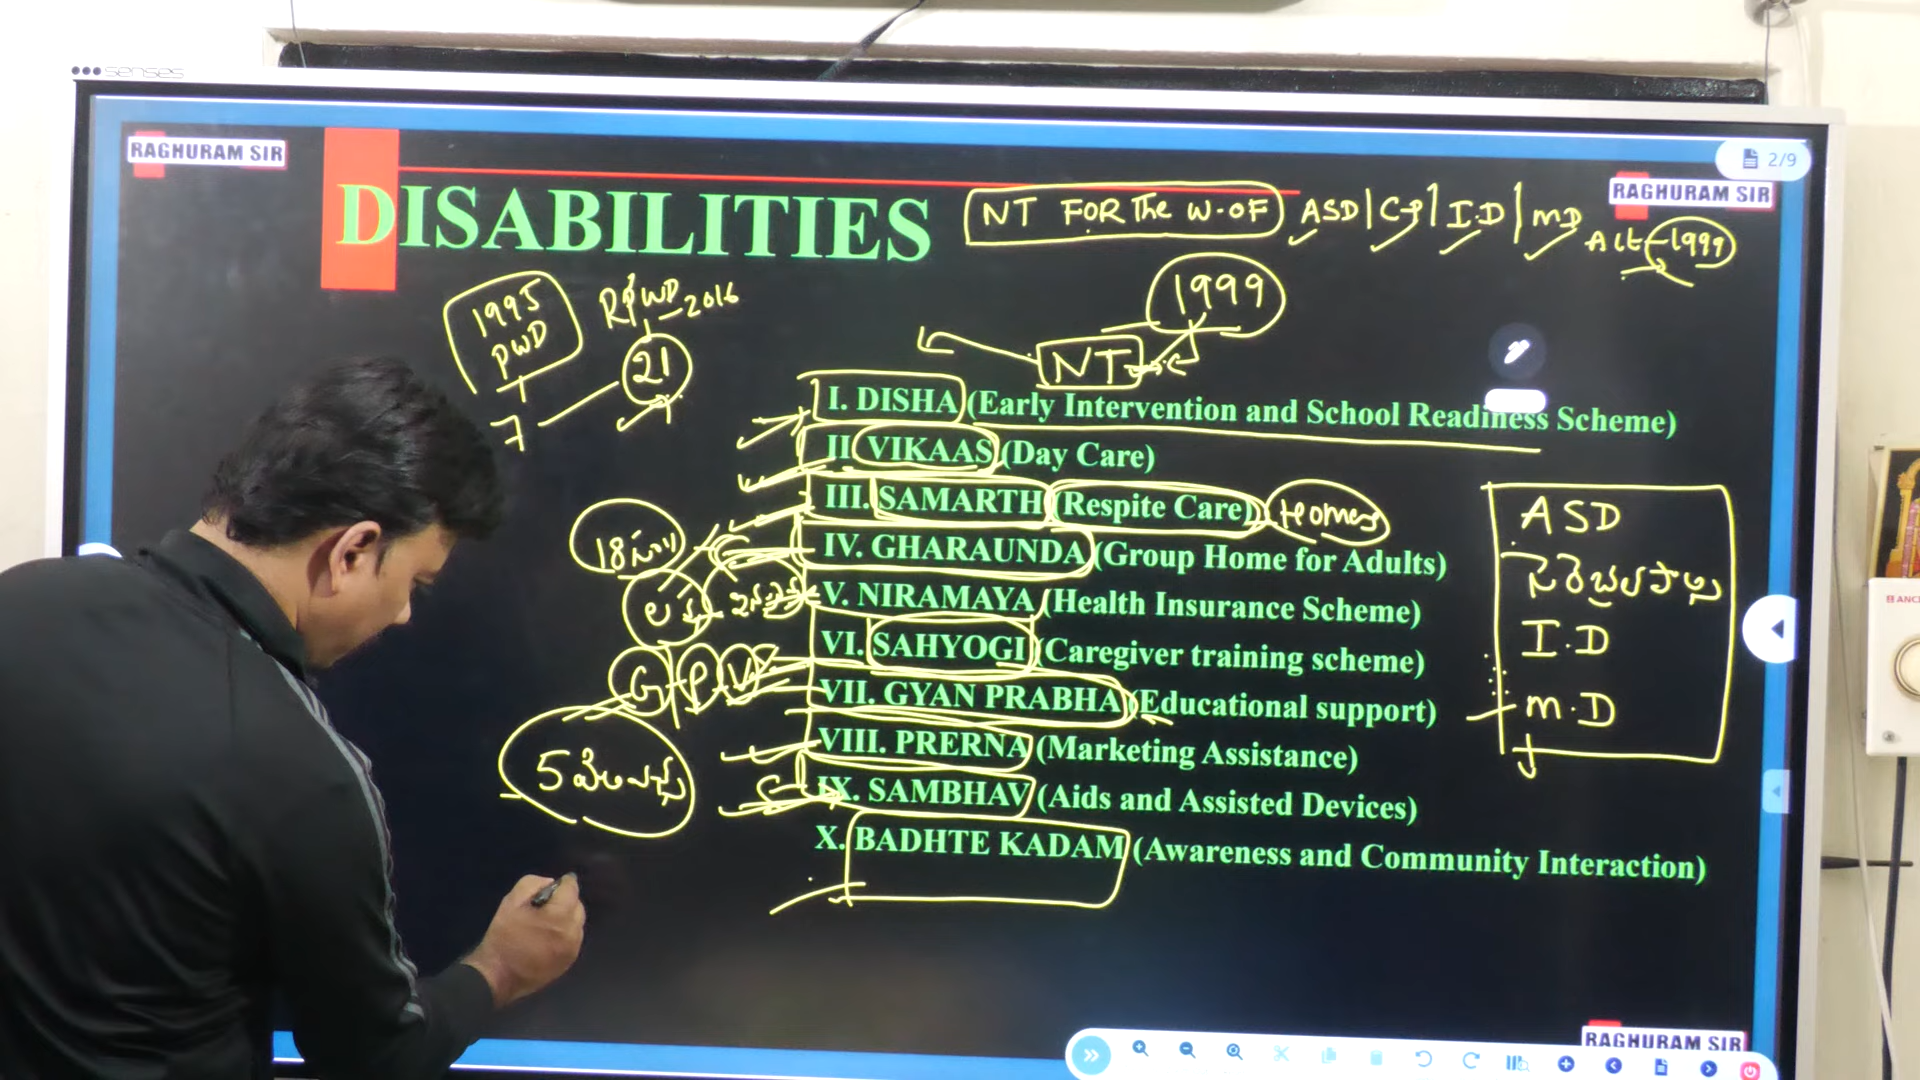 senses
RAGHURAM SIR
2/9
RAGHURAM SIR
DISABILITIES
NT FOR The W.OF ASD | CP | I.D | M.D
Act - 1999
1995
PWD
7
RPWD - 2016
21
1999
NT
I. DISHA (Early Intervention and School Readiness Scheme)
II VIKAAS (Day Care)
III. SAMARTH (Respite Care) Homes
IV. GHARAUNDA (Group Home for Adults)
V. NIRAMAYA (Health Insurance Scheme)
VI. SAHYOGI (Caregiver training scheme)
VII. GYAN PRABHA (Educational support)
VIII. PRERNA (Marketing Assistance)
IX. SAMBHAV (Aids and Assisted Devices)
X. BADHTE KADAM (Awareness and Community Interaction)
18
G P V
5
ASD
I.D
M.D
RAGHURAM SIR